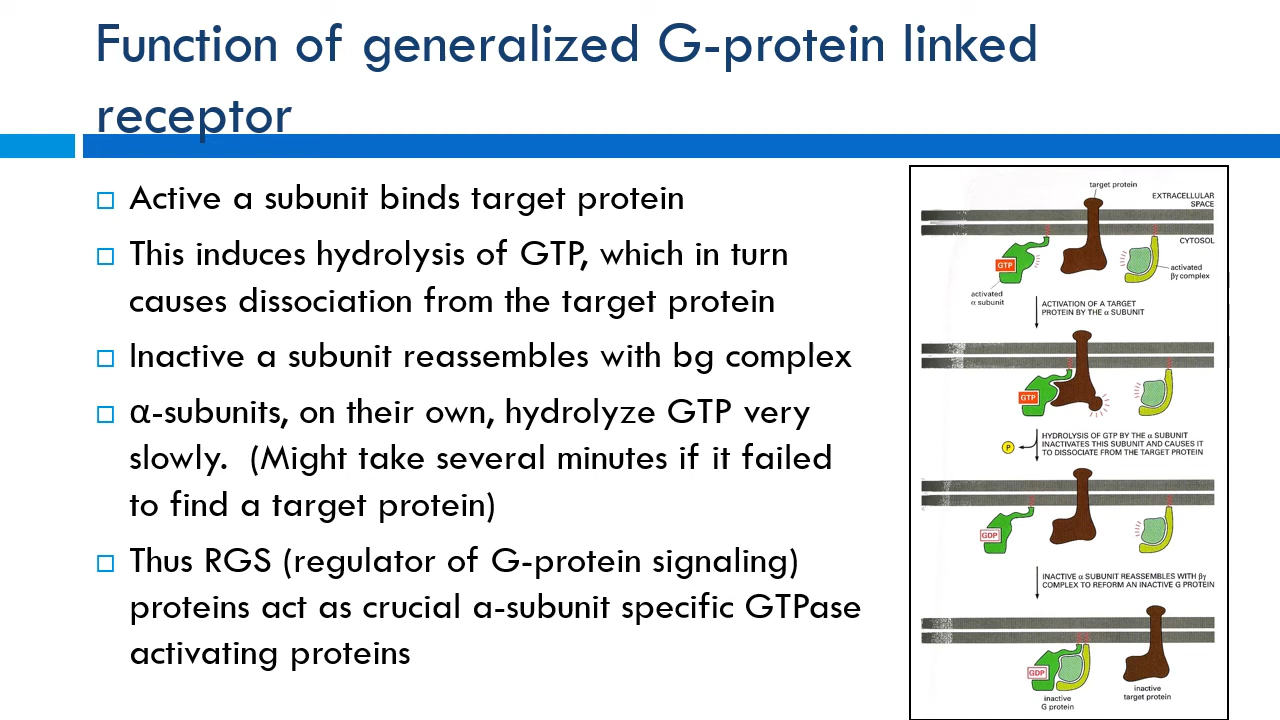 Function of generalized G-protein linked
receptor
Active a subunit binds target protein
This induces hydrolysis of GTP, which in turn
causes dissociation from the target protein
Inactive a subunit reassembles with bg complex
α-subunits, on their own, hydrolyze GTP very
slowly. (Might take several minutes if it failed
to find a target protein)
Thus RGS (regulator of G-protein signaling)
proteins act as crucial a-subunit specific GTPase
activating proteins
target protein
EXTRACELLULAR
SPACE
CYTOSOL
GTP
activated
βγ complex
activated
α subunit
ACTIVATION OF A TARGET
PROTEIN BY THE α SUBUNIT
GTP
P
HYDROLYSIS OF GTP BY THE α SUBUNIT
INACTIVATES THIS SUBUNIT AND CAUSES IT
TO DISSOCIATE FROM THE TARGET PROTEIN
GDP
INACTIVE α SUBUNIT REASSEMBLES WITH βγ
COMPLEX TO REFORM AN INACTIVE G PROTEIN
GDP
inactive
G protein
inactive
target protein